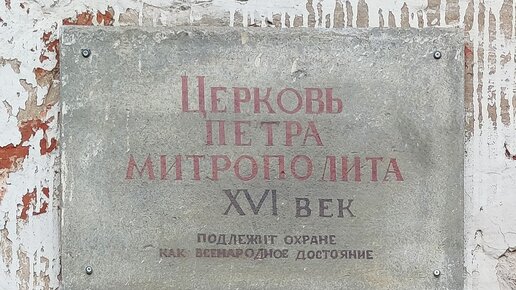 Церковь
Петра
митрополита
XVI век
подлежит охране
как всенародное достояние